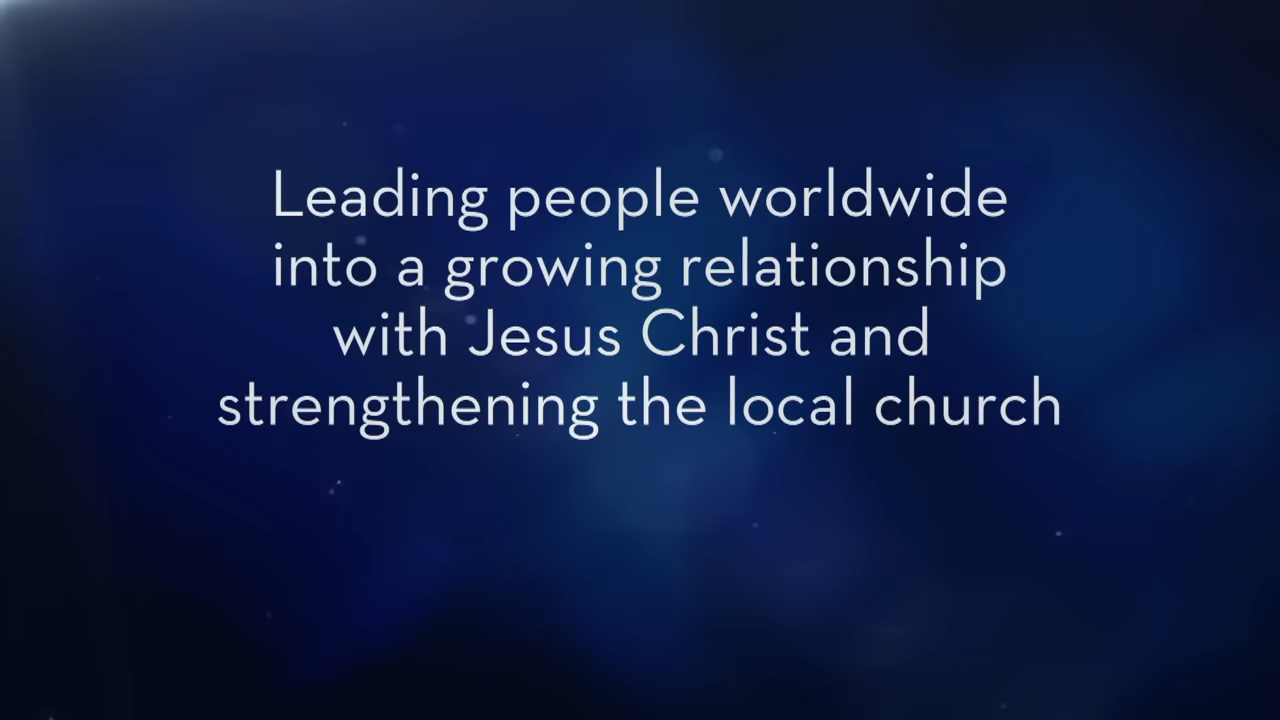 Leading people worldwide
into a growing relationship
with Jesus Christ and
strengthening the local church